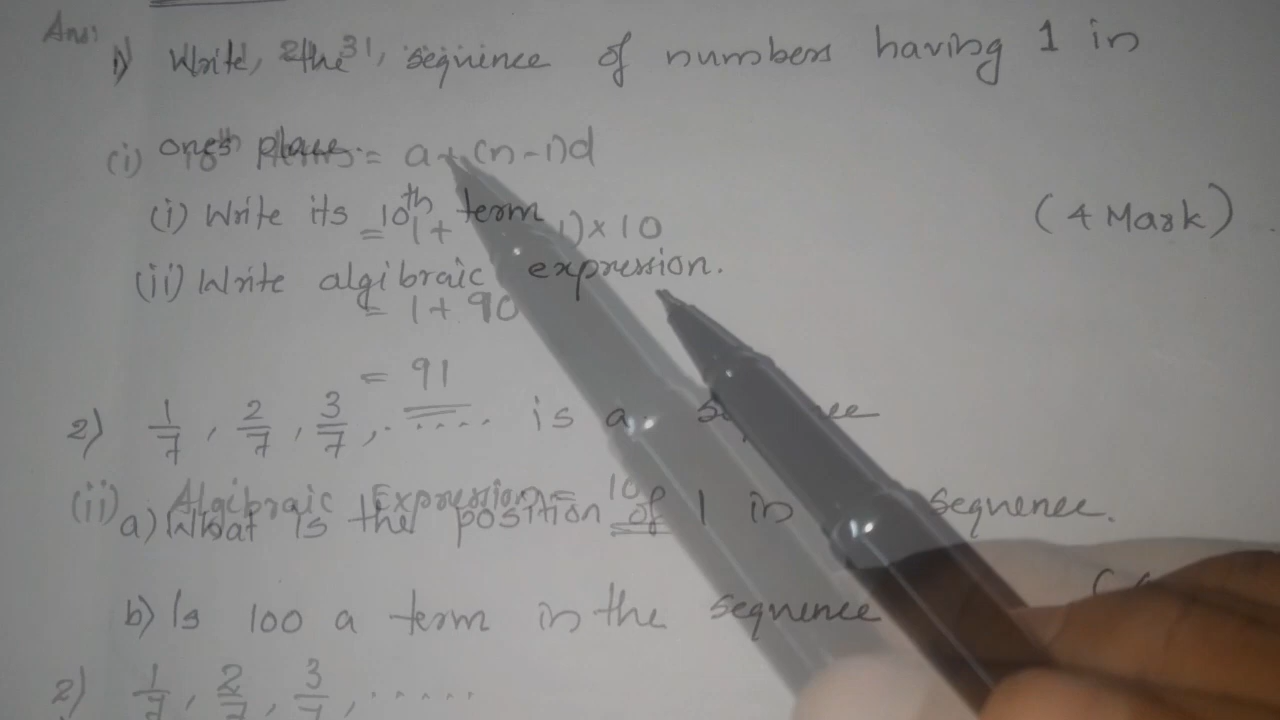 Ans:
1) Write the sequience of numbers having 1 in
one's place.
(i) = a + (n-1)d
(i) Write its 10th term
(4 Mark)
= 1 + 1) × 10
(ii) Write algibraic expression.
= 1 + 90
= 91
2) 1/7, 2/7, 3/7, ..... is a
(ii) Algibraic Expression = 10
a) What is the position of 1 in sequence.
b) Is 100 a term in the sequence
2) 1/7, 2/7, 3/7, .....